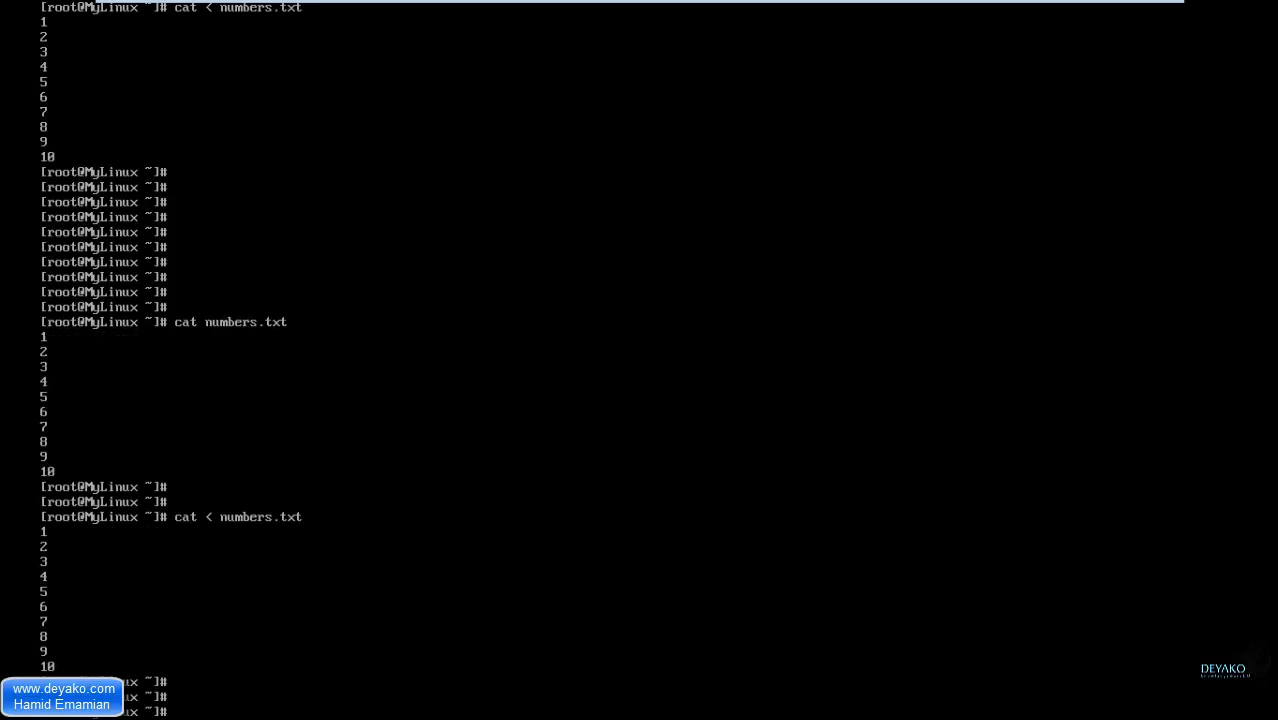 [root@MyLinux ~]# cat < numbers.txt
1
2
3
4
5
6
7
8
9
10
[root@MyLinux ~]#
[root@MyLinux ~]#
[root@MyLinux ~]#
[root@MyLinux ~]#
[root@MyLinux ~]#
[root@MyLinux ~]#
[root@MyLinux ~]#
[root@MyLinux ~]#
[root@MyLinux ~]#
[root@MyLinux ~]#
[root@MyLinux ~]# cat numbers.txt
1
2
3
4
5
6
7
8
9
10
[root@MyLinux ~]#
[root@MyLinux ~]#
[root@MyLinux ~]# cat < numbers.txt
1
2
3
4
5
6
7
8
9
10
ux ~]#
ux ~]#
ux ~]#
www.deyako.com
Hamid Emamian
DEYAKO